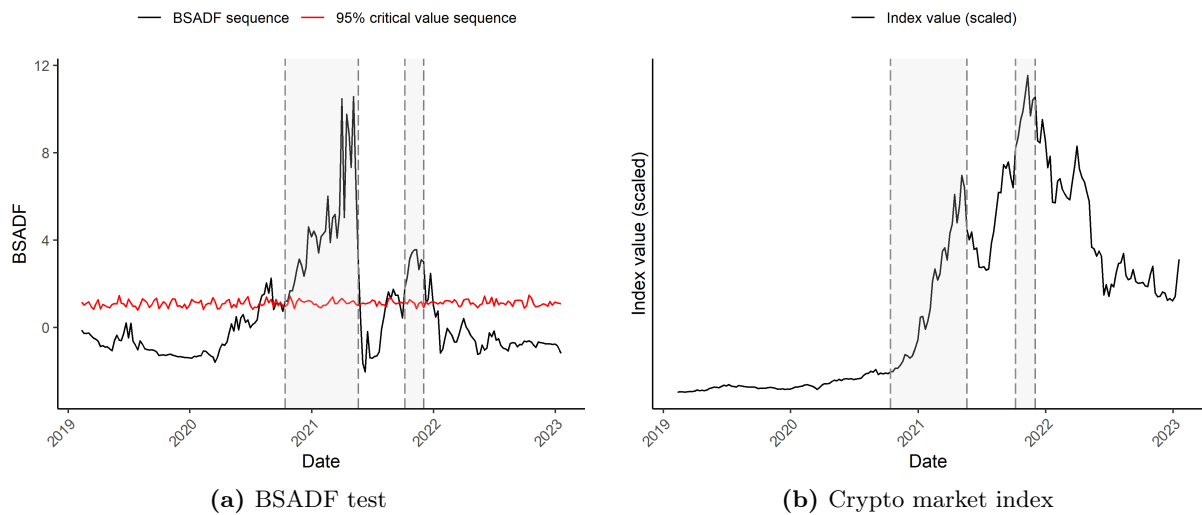 BSADF sequence 95% critical value sequence
12
8
4
0
BSADF
2019
2020
2021
2022
2023
Date
(a) BSADF test
Index value (scaled)
Index value (scaled)
2019
2020
2021
2022
2023
Date
(b) Crypto market index